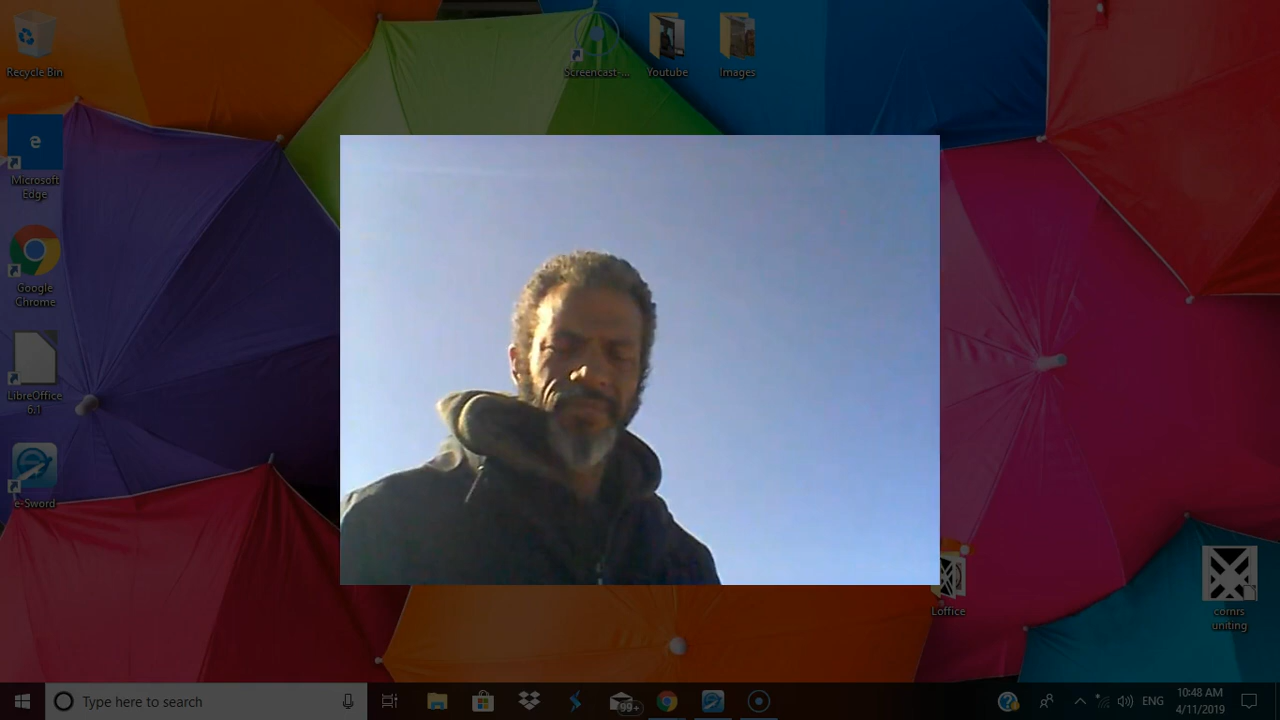 Recycle Bin
Screencast-...
Youtube
Images
Microsoft
Edge
Google
Chrome
LibreOffice
6.1
e-Sword
Loffice
cornrs
uniting
Type here to search
99+
ENG
10:48 AM
4/11/2019